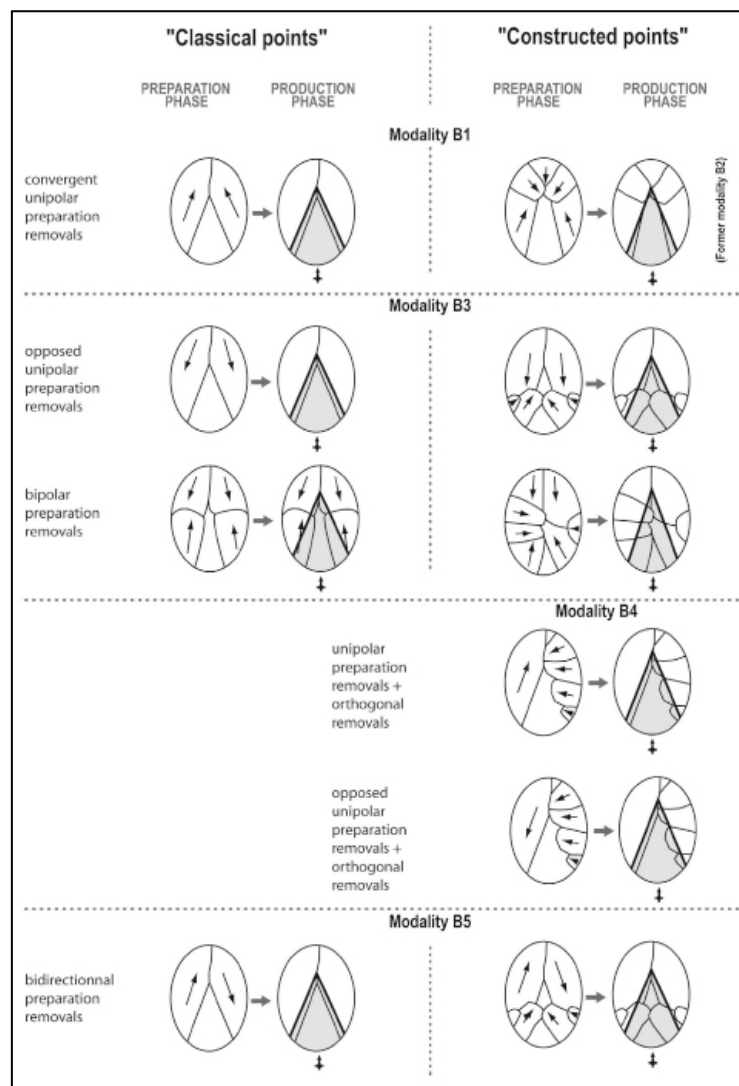 "Classical points"
"Constructed points"
PREPARATION
PHASE
PRODUCTION
PHASE
PREPARATION
PHASE
PRODUCTION
PHASE
Modality B1
convergent
unipolar
preparation
removals
(Former modality B2)
Modality B3
opposed
unipolar
preparation
removals
bipolar
preparation
removals
Modality B4
unipolar
preparation
removals +
orthogonal
removals
opposed
unipolar
preparation
removals +
orthogonal
removals
Modality B5
bidirectionnal
preparation
removals